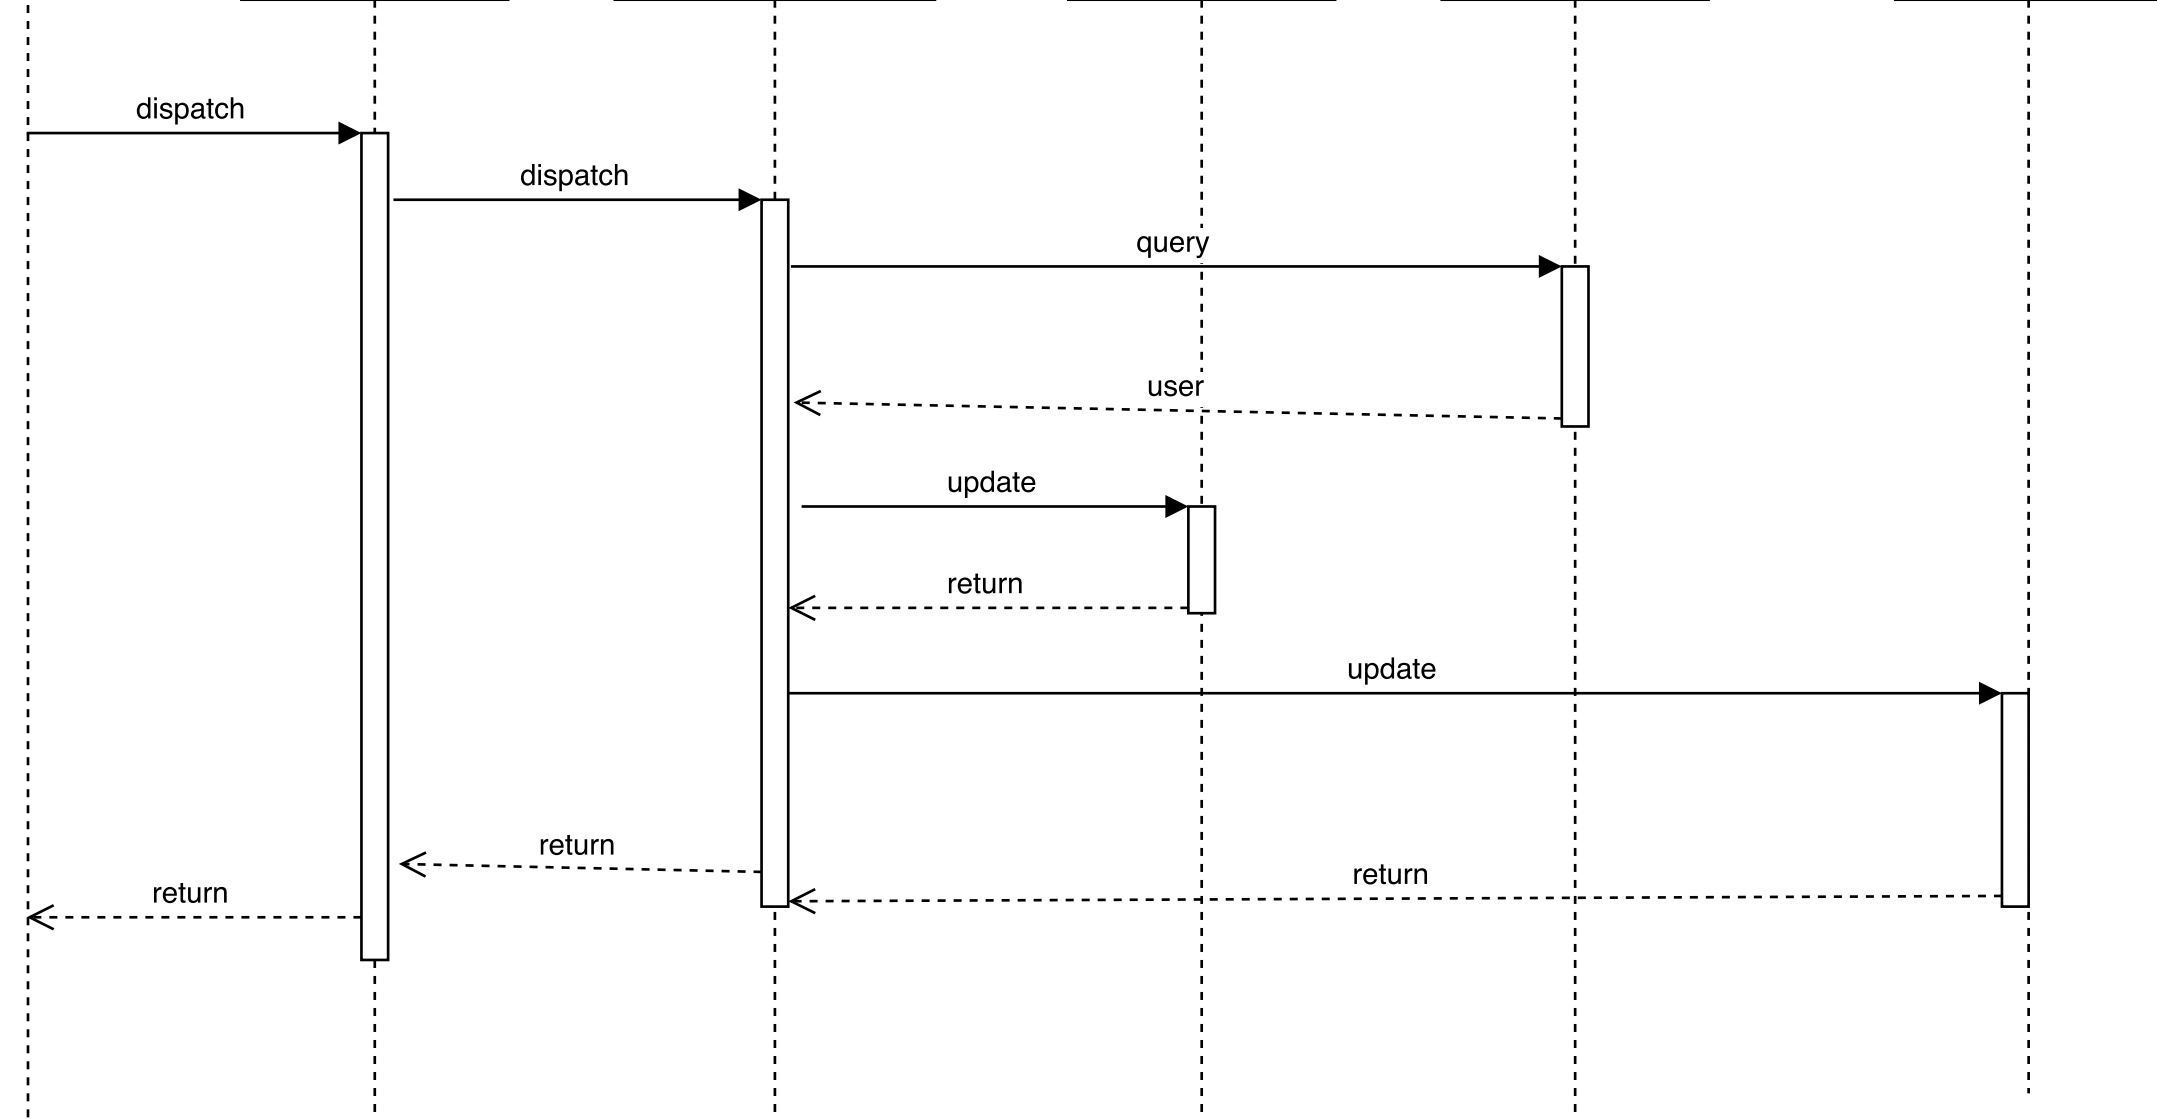 dispatch
dispatch
query
user
update
return
update
return
return
return